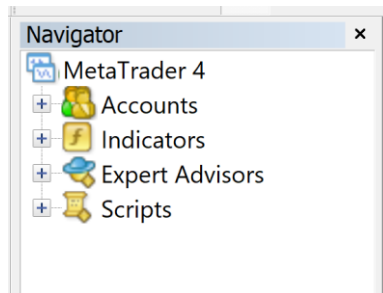 Navigator
MetaTrader 4
Accounts
Indicators
Expert Advisors
Scripts